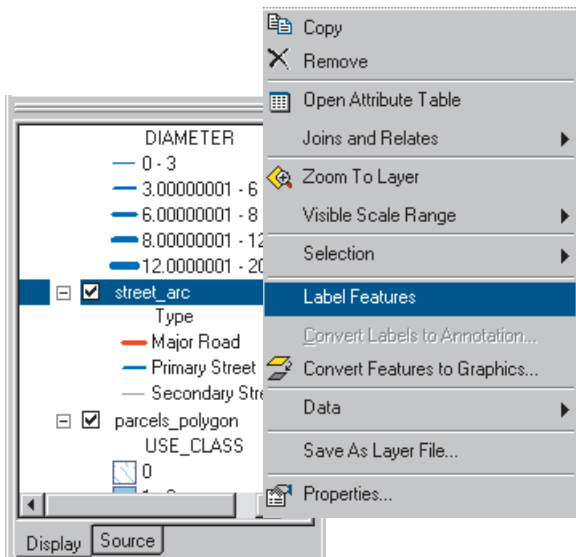 DIAMETER
0 - 3
3.00000001 - 6
6.00000001 - 8
8.00000001 - 12
12.0000001 - 20
street_arc
Type
Major Road
Primary Street
Secondary Stre
parcels_polygon
USE_CLASS
0
Display
Source
Copy
Remove
Open Attribute Table
Joins and Relates
Zoom To Layer
Visible Scale Range
Selection
Label Features
Convert Labels to Annotation...
Convert Features to Graphics...
Data
Save As Layer File...
Properties...